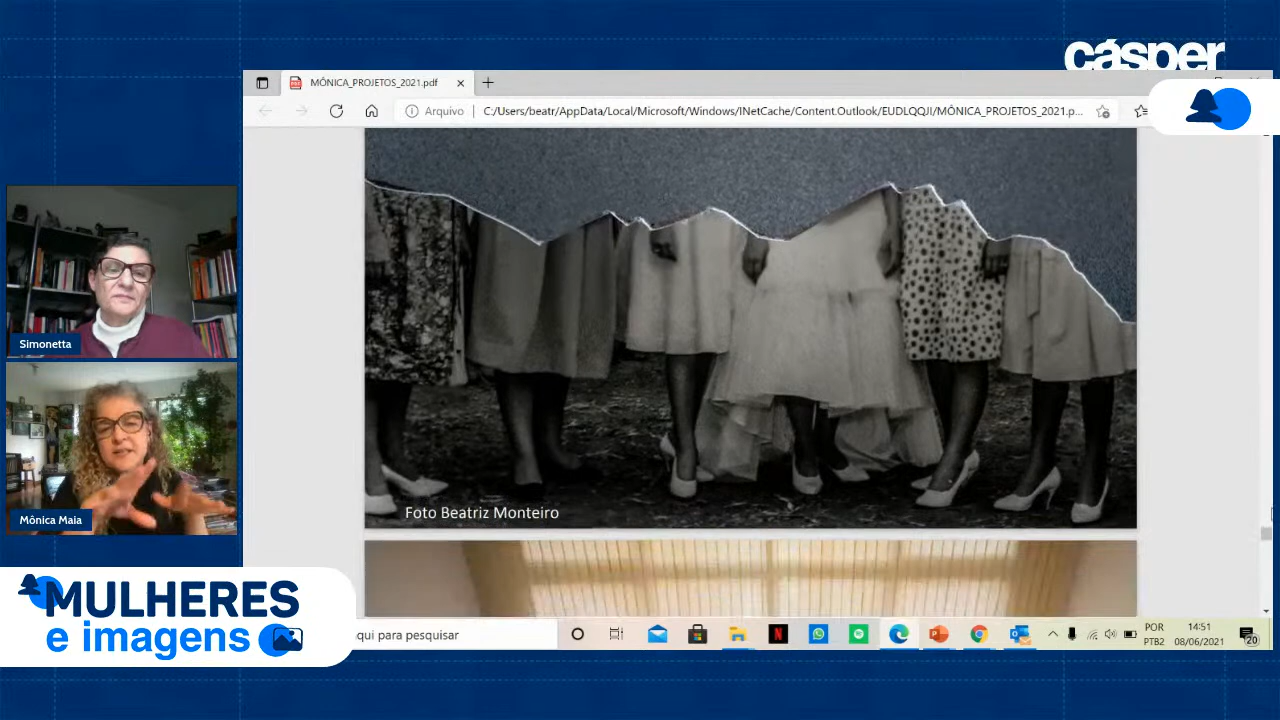 cásper
MÔNICA_PROJETOS_2021.pdf
Arquivo
C:/Users/beatr/AppData/Local/Microsoft/Windows/INetCache/Content.Outlook/EUDLQQJI/MÔNICA_PROJETOS_2021.p...
Simonetta
Mônica Maia
Foto Beatriz Monteiro
MULHERES
e imagens
qui para pesquisar
POR
PTB2
14:51
08/06/2021
20